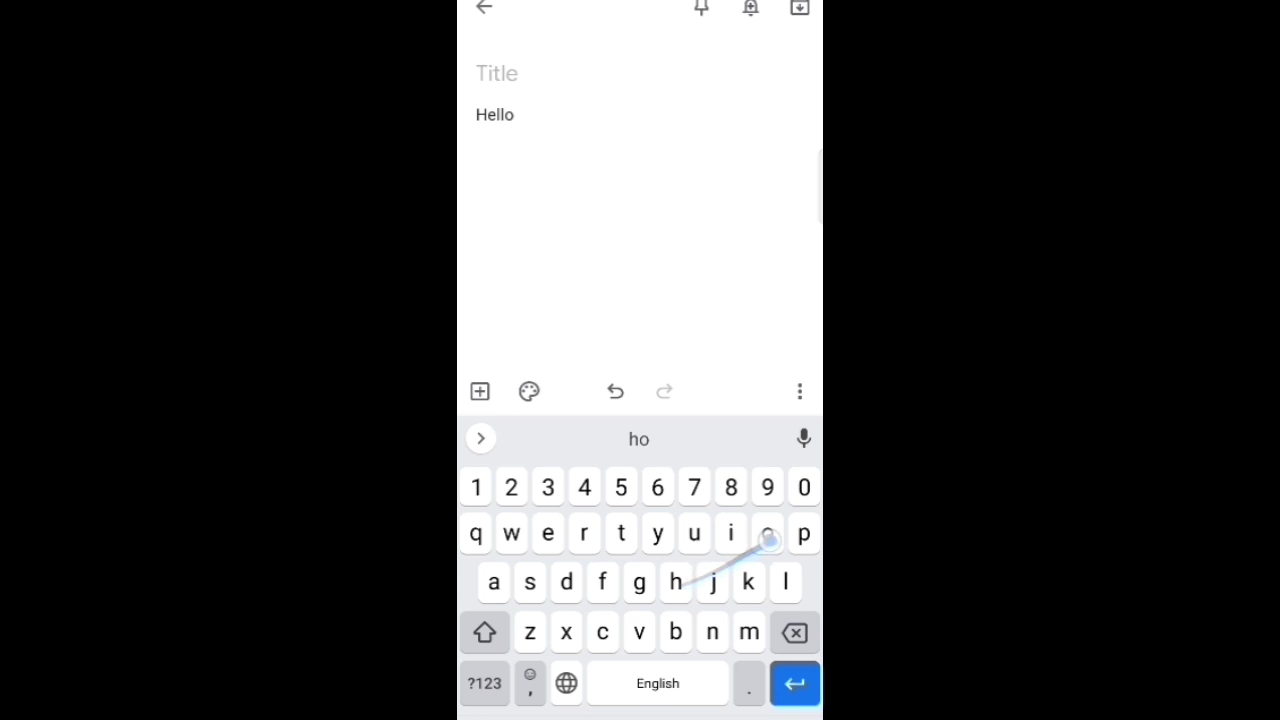 Title
Hello
ho
1 2 3 4 5 6 7 8 9 0
q w e r t y u i o p
a s d f g h j k l
z x c v b n m
?123 , English .